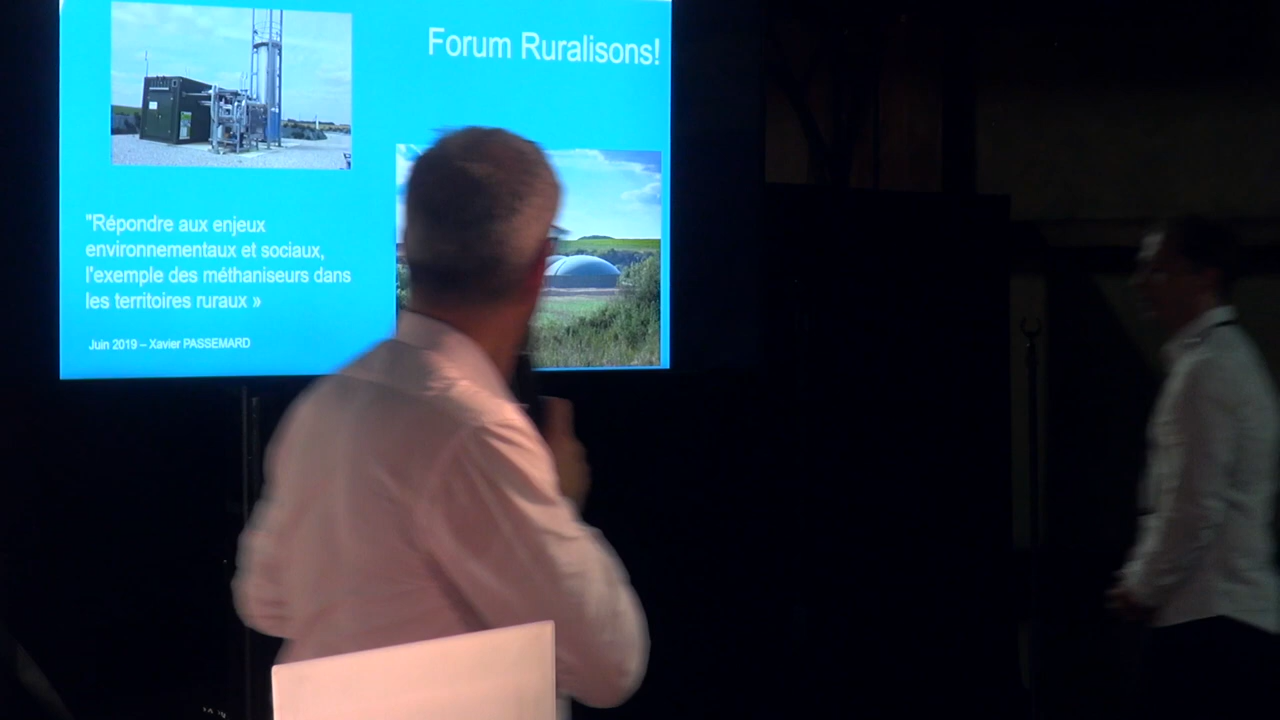 Forum Ruralisons!
"Répondre aux enjeux
environnementaux et sociaux,
l'exemple des méthaniseurs dans
les territoires ruraux »
Juin 2019 – Xavier PASSEMARD